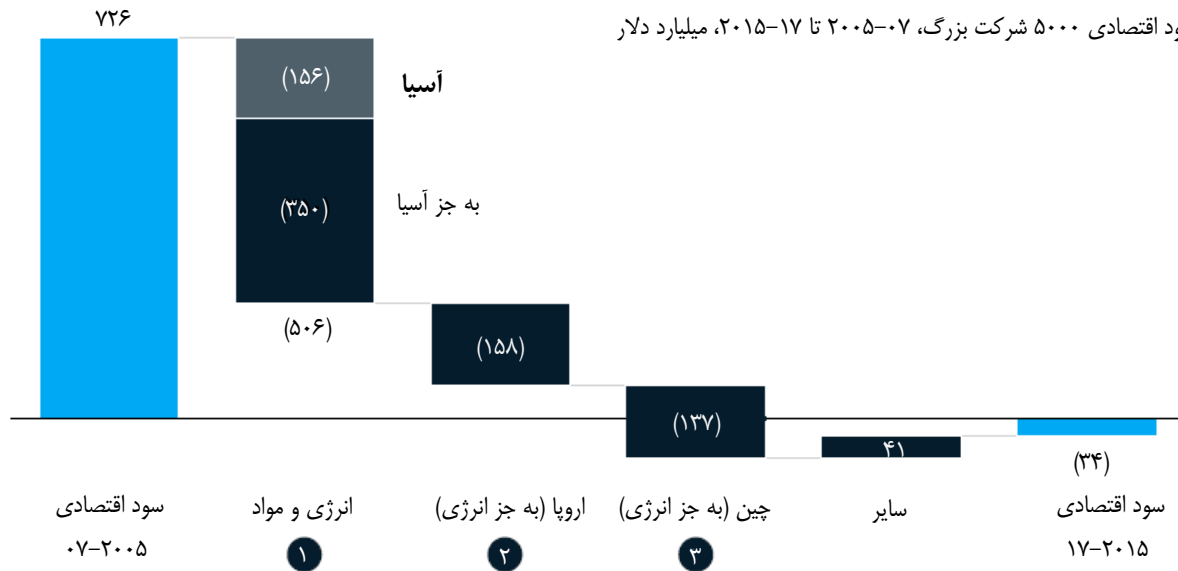 ود اقتصادی ۵۰۰۰ شرکت بزرگ، ۰۷–۲۰۰۵ تا ۱۷–۲۰۱۵، میلیارد دلار
۷۲۶
(۱۵۶)
آسیا
(۳۵۰)
به جز آسیا
(۵۰۶)
(۱۵۸)
(۱۳۷)
۴۱
(۳۴)
سود اقتصادی
۰۷–۲۰۰۵
انرژی و مواد
۱
اروپا (به جز انرژی)
۲
چین (به جز انرژی)
۳
سایر
سود اقتصادی
۱۷–۲۰۱۵